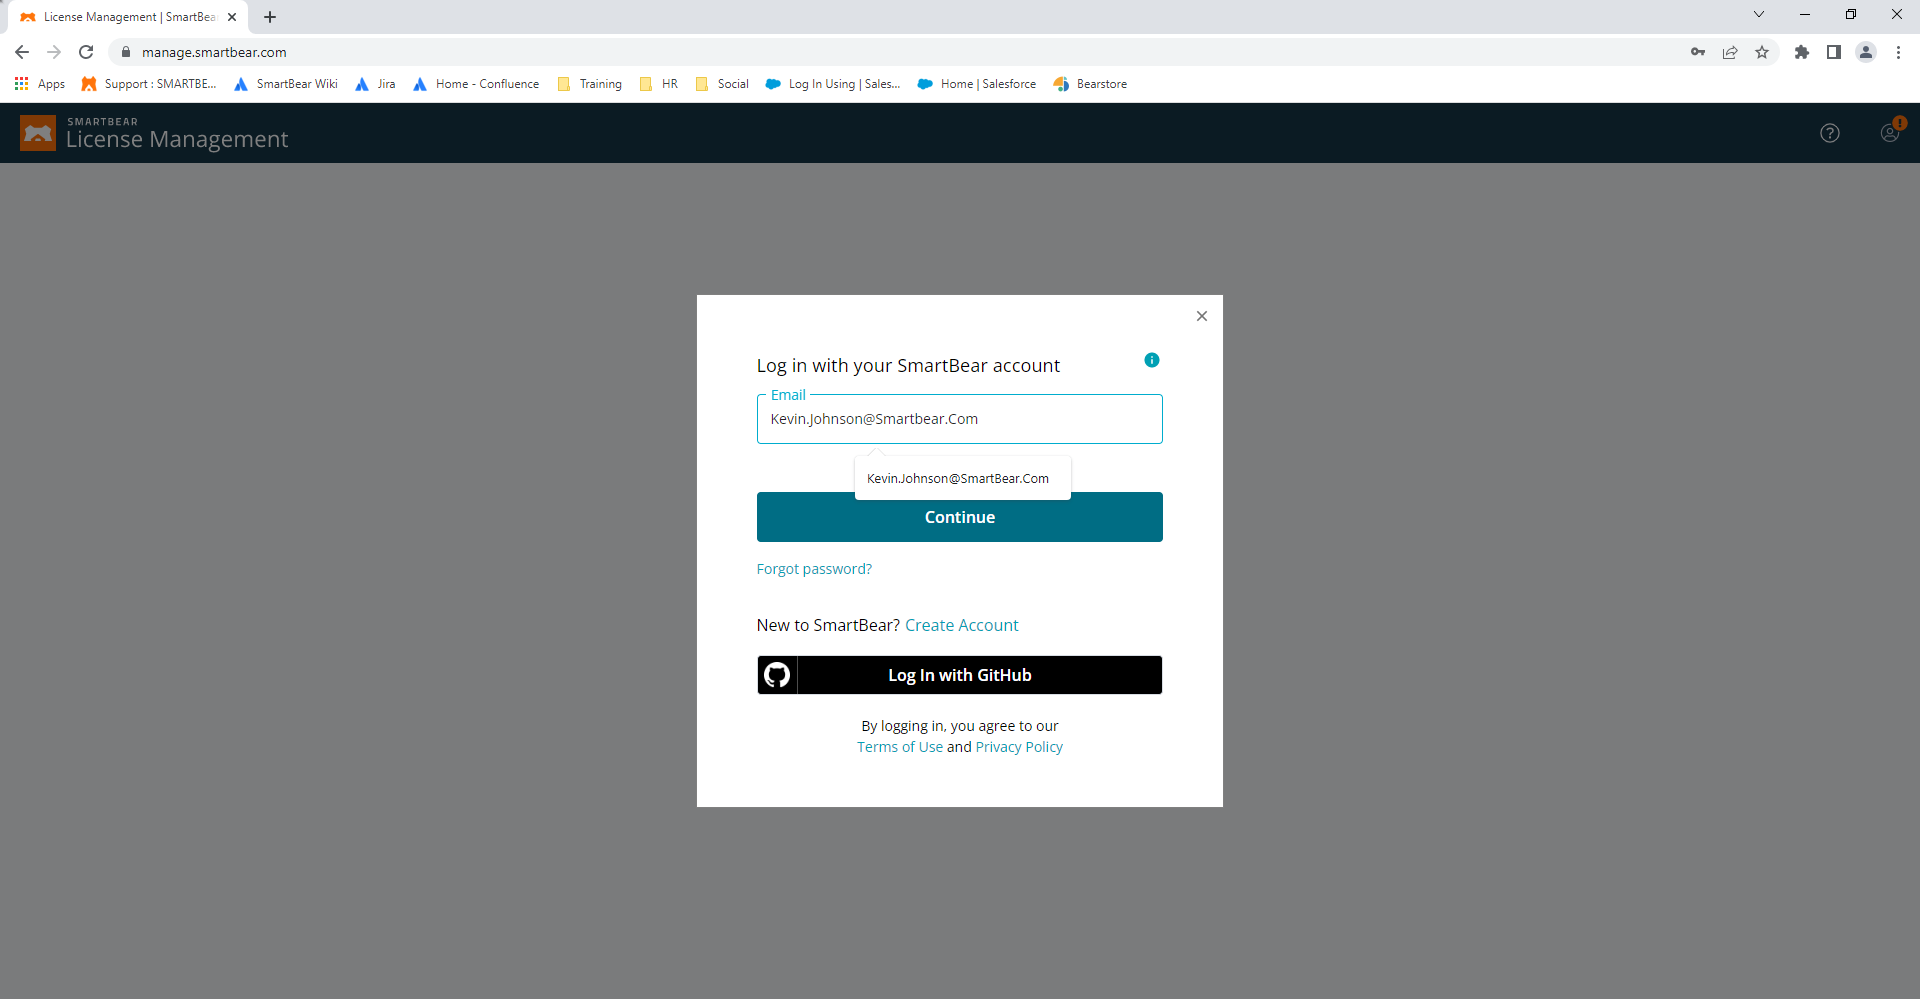 License Management | SmartBea
manage.smartbear.com
Apps
Support : SMARTBE...
SmartBear Wiki
Jira
Home - Confluence
Training
HR
Social
Log In Using | Sales...
Home | Salesforce
Bearstore
SMARTBEAR
License Management
Log in with your SmartBear account
Email
Kevin.Johnson@Smartbear.Com
Kevin.Johnson@SmartBear.Com
Continue
Forgot password?
New to SmartBear? Create Account
Log In with GitHub
By logging in, you agree to our
Terms of Use and Privacy Policy